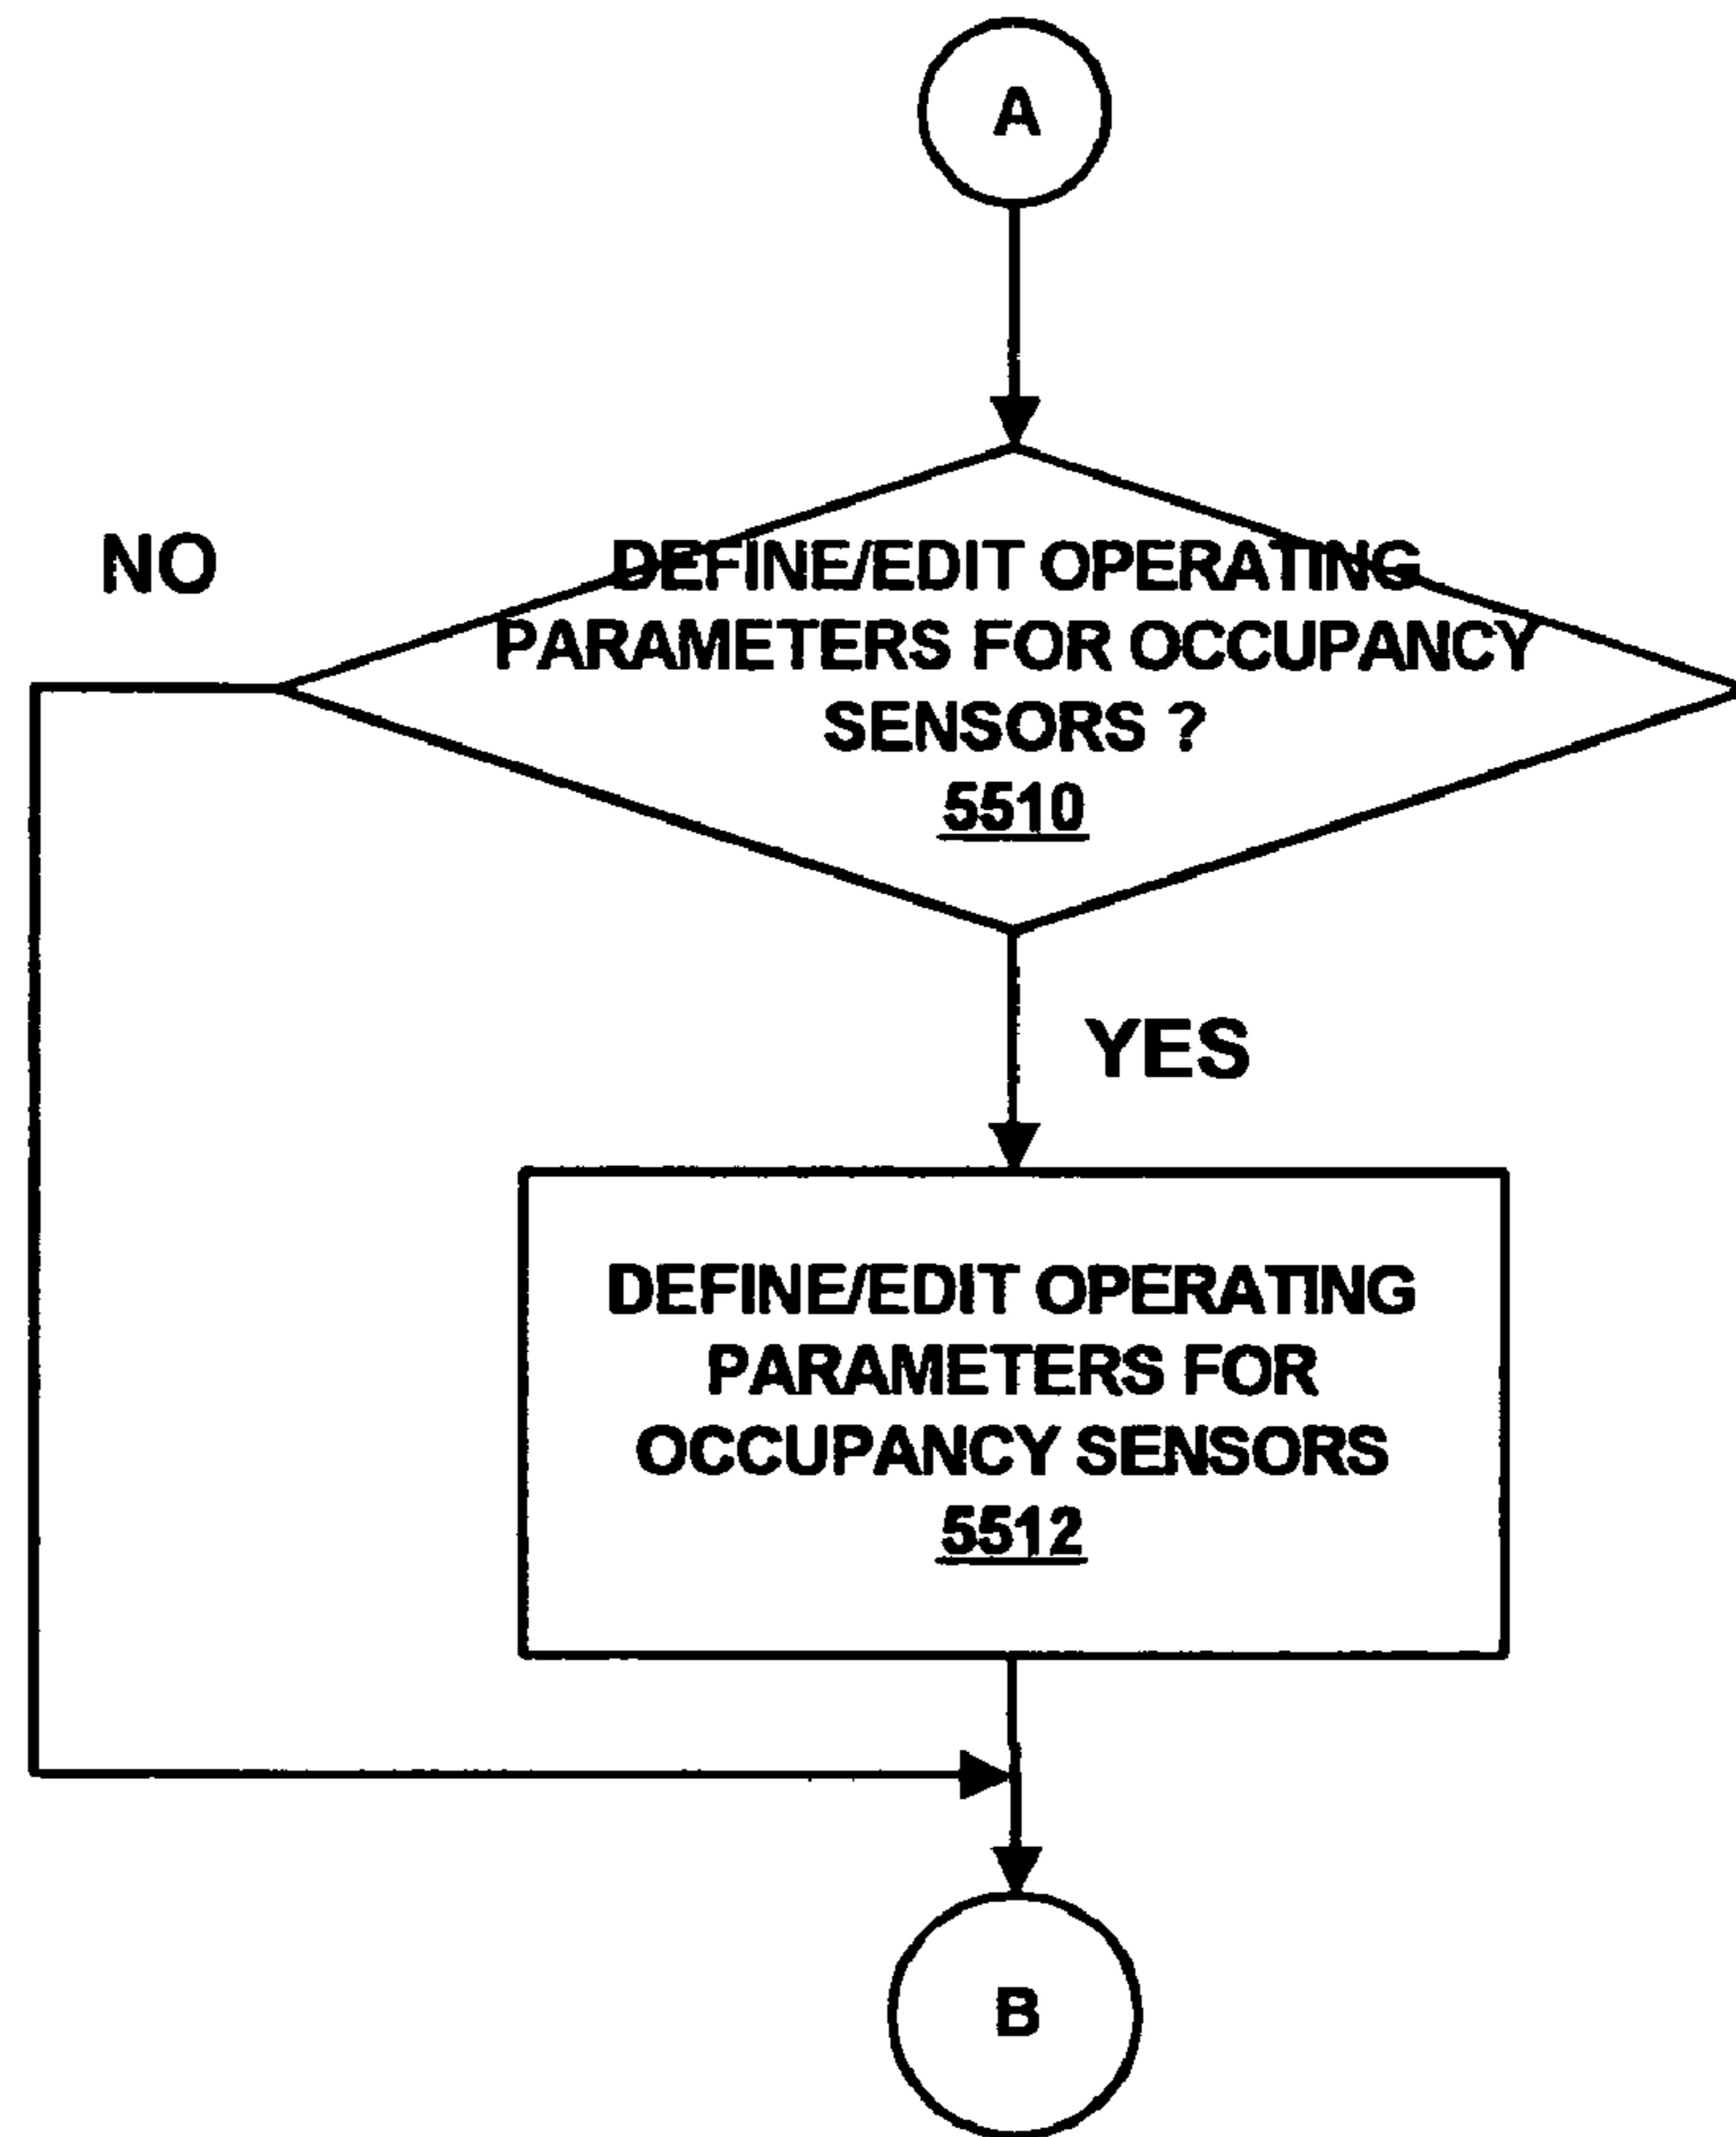 A
NO
DEFINE/EDIT OPERATING
PARAMETERS FOR OCCUPANCY
SENSORS ?
5510
YES
DEFINE/EDIT OPERATING
PARAMETERS FOR
OCCUPANCY SENSORS
5512
B